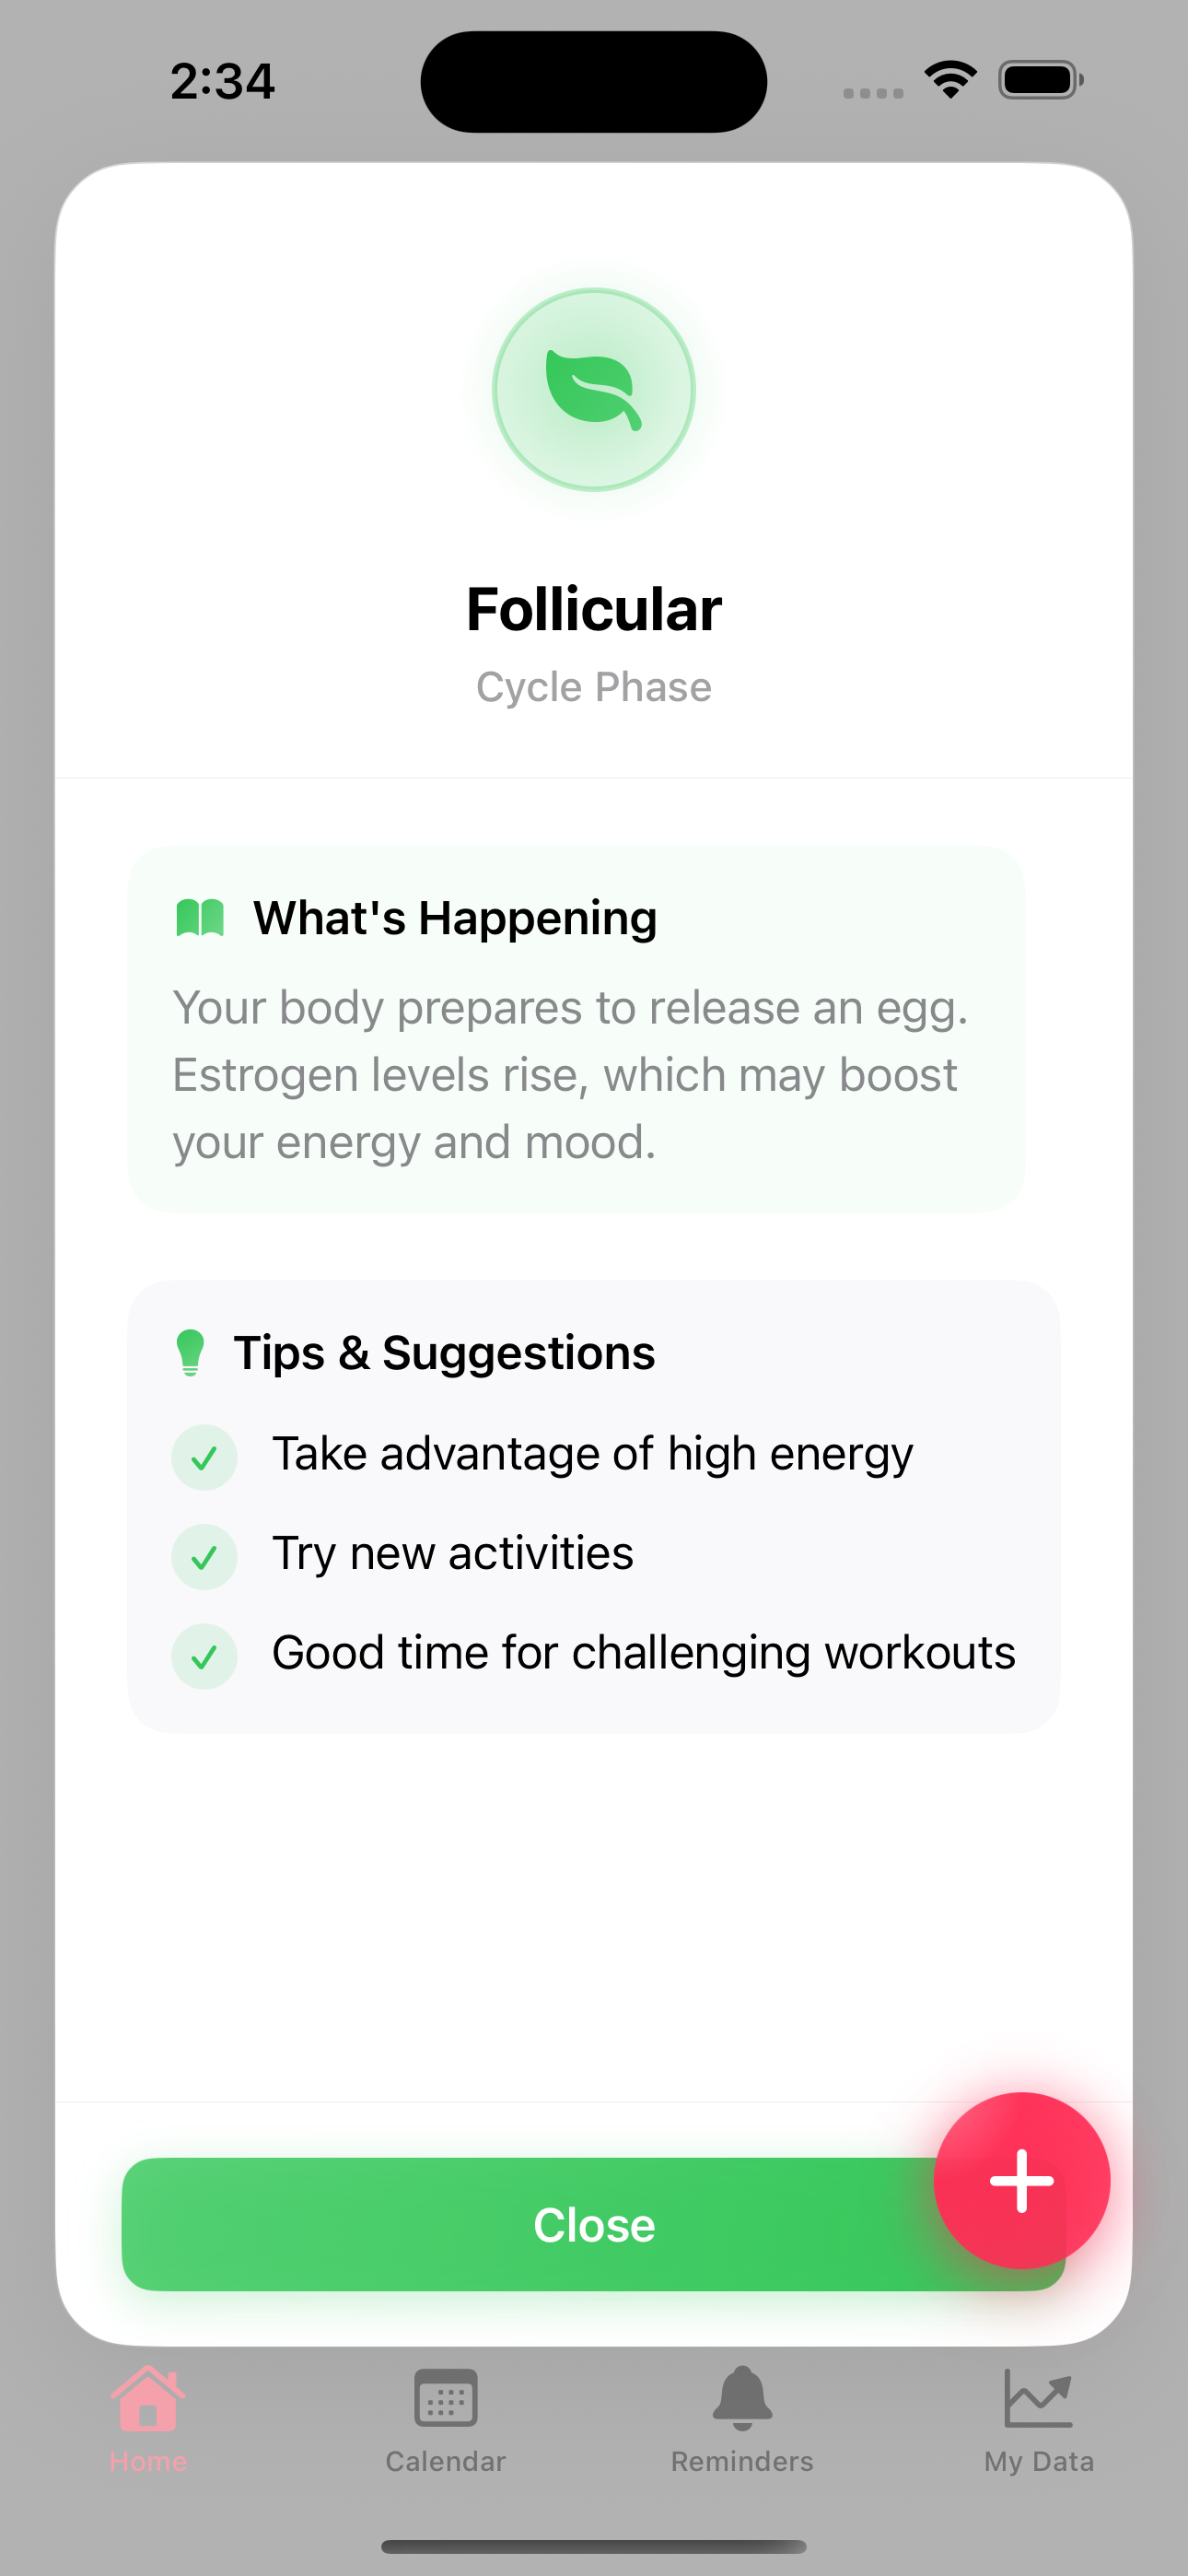 2:34
Follicular
Cycle Phase
What's Happening
Your body prepares to release an egg.
Estrogen levels rise, which may boost
your energy and mood.
Tips & Suggestions
Take advantage of high energy
Try new activities
Good time for challenging workouts
Close
Home
Calendar
Reminders
My Data